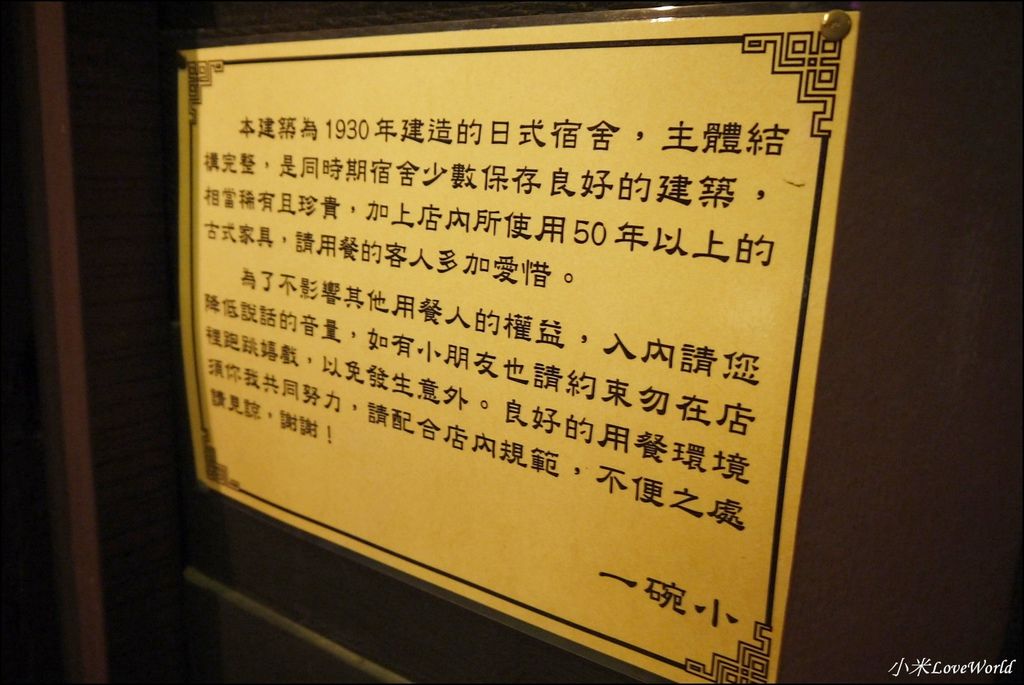 本建築為1930年建造的日式宿舍，主體結
構完整，是同時期宿舍少數保存良好的建築，
相當稀有且珍貴，加上店內所使用50年以上的
古式家具，請用餐的客人多加愛惜。
為了不影響其他用餐人的權益，入內請您
降低說話的音量，如有小朋友也請約束勿在店
裡跑跳嬉戲，以免發生意外。良好的用餐環境
須你我共同努力，請配合店內規範，不便之處
請見諒，謝謝！
一碗小
小米LoveWorld